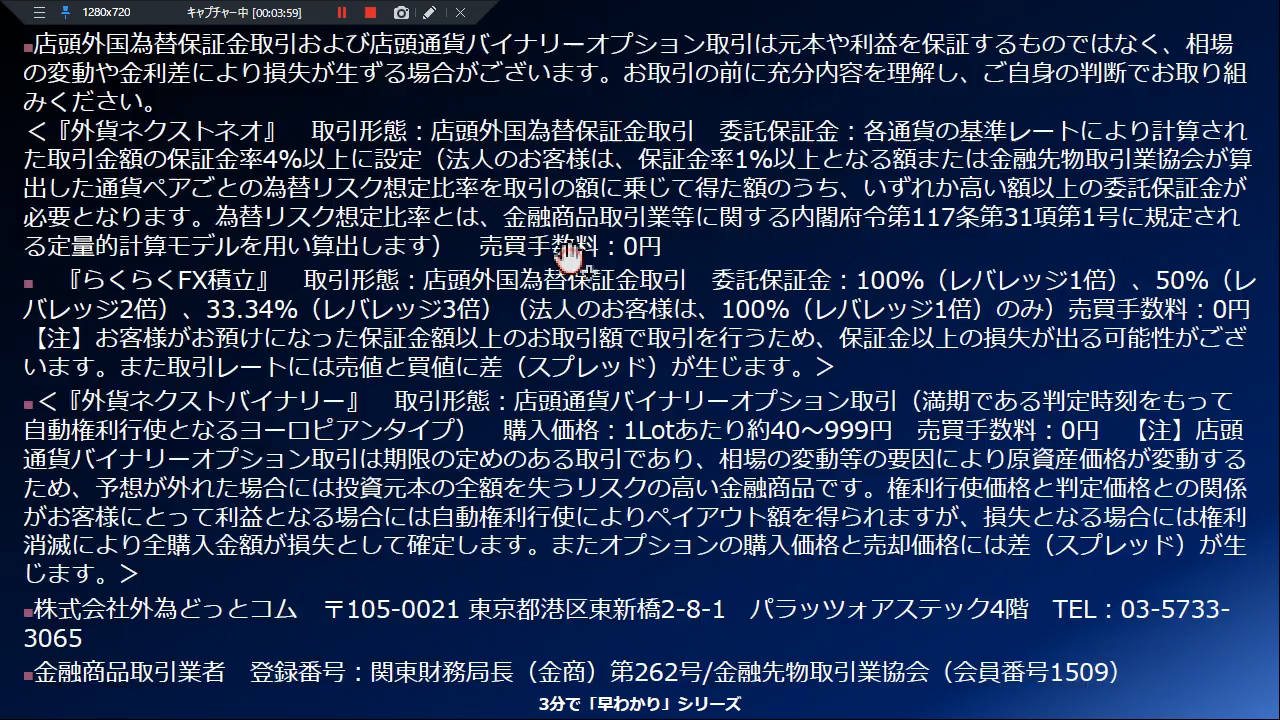 1280x720 キャプチャー中 [00:03:59]
■店頭外国為替保証金取引および店頭通貨バイナリーオプション取引は元本や利益を保証するものではなく、相場
の変動や金利差により損失が生ずる場合がございます。お取引の前に充分内容を理解し、ご自身の判断でお取り組
みください。
＜『外貨ネクストネオ』　取引形態：店頭外国為替保証金取引　委託保証金：各通貨の基準レートにより計算され
た取引金額の保証金率4%以上に設定（法人のお客様は、保証金率1%以上となる額または金融先物取引業協会が算
出した通貨ペアごとの為替リスク想定比率を取引の額に乗じて得た額のうち、いずれか高い額以上の委託保証金が
必要となります。為替リスク想定比率とは、金融商品取引業等に関する内閣府令第117条第31項第1号に規定され
る定量的計算モデルを用い算出します）　売買手数料：0円
■　『らくらくFX積立』　取引形態：店頭外国為替保証金取引　委託保証金：100%（レバレッジ1倍）、50%（レ
バレッジ2倍）、33.34%（レバレッジ3倍）（法人のお客様は、100%（レバレッジ1倍）のみ）売買手数料：0円
【注】お客様がお預けになった保証金額以上のお取引額で取引を行うため、保証金以上の損失が出る可能性がござ
います。また取引レートには売値と買値に差（スプレッド）が生じます。＞
■＜『外貨ネクストバイナリー』　取引形態：店頭通貨バイナリーオプション取引（満期である判定時刻をもって
自動権利行使となるヨーロピアンタイプ）　購入価格：1Lotあたり約40～999円　売買手数料：0円　【注】店頭
通貨バイナリーオプション取引は期限の定めのある取引であり、相場の変動等の要因により原資産価格が変動する
ため、予想が外れた場合には投資元本の全額を失うリスクの高い金融商品です。権利行使価格と判定価格との関係
がお客様にとって利益となる場合には自動権利行使によりペイアウト額を得られますが、損失となる場合には権利
消滅により全購入金額が損失として確定します。またオプションの購入価格と売却価格には差（スプレッド）が生
じます。＞
■株式会社外為どっとコム　〒105-0021 東京都港区東新橋2-8-1　パラッツォアステック4階　TEL：03-5733-
3065
■金融商品取引業者　登録番号：関東財務局長（金商）第262号/金融先物取引業協会（会員番号1509）
3分で「早わかり」シリーズ